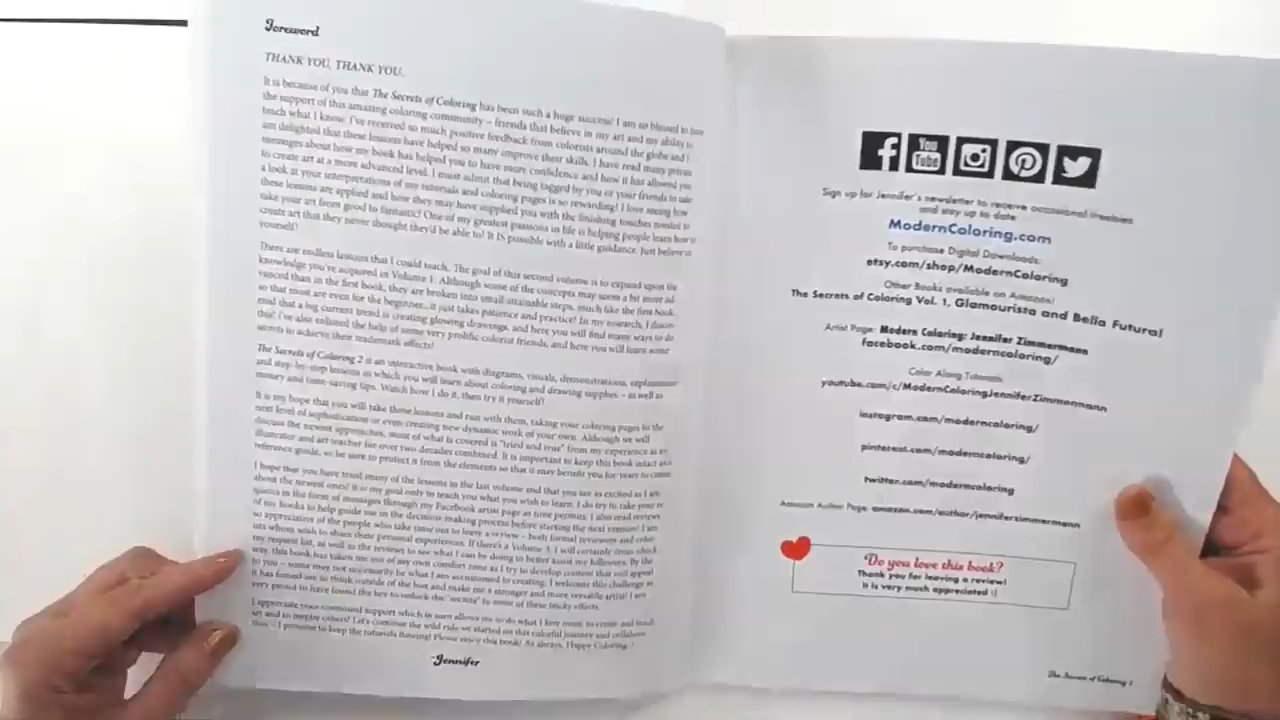 Foreword
THANK YOU, THANK YOU...
It is because of you that The Secrets of Coloring has been such a huge success! I am so blessed to have
the support of this amazing coloring community – friends that believe in my art and my ability to
teach what I know. I've received so much positive feedback from colorists around the globe and I
am delighted that these lessons have helped so many improve their skills. I have read many private
messages about how my book has helped you to have more confidence and how it has allowed you
to create art at a more advanced level. I must admit that being tagged by you or your friends to take
a look at your interpretations of my tutorials and coloring pages is so rewarding! I love seeing how
these lessons are applied and how they may have supplied you with the finishing touches needed to
take your art from good to fantastic! One of my greatest passions in life is helping people learn how to
create art that they never thought they'd be able to! It IS possible with a little guidance. Just believe in
yourself!
There are endless lessons that I could teach. The goal of this second volume is to expand upon the
knowledge you've acquired in Volume 1. Although some of the concepts may seem a bit more ad-
vanced than in the first book, they are broken into small attainable steps, much like the first book,
so that most are even for the beginner...it just takes patience and practice! In my research, I discov-
ered that a big current trend is creating glowing drawings, and here you will find many ways to do
this! I've also enlisted the help of some very prolific colorist friends, and here you will learn some
secrets to achieve these trademark effects!
The Secrets of Coloring 2 is an interactive book with diagrams, visuals, demonstrations, explanations
and step-by-step lessons in which you will learn about coloring and drawing supplies – as well as
money and time-saving tips. Watch how I do it, then try it yourself!
It is my hope that you will take these lessons and run with them, taking your coloring pages to the
next level of sophistication or even creating new dynamic work of your own. Although we will
discuss the newest approaches, most of what is covered is "tried and true" from my experience as an
illustrator and art teacher for over two decades combined. It is important to keep this book intact as a
reference guide, so be sure to protect it from the elements so that it may benefit you for years to come.
I hope that you have tried many of the lessons in the last volume and that you are as excited as I am
about the newest ones! It is my goal only to teach you what you wish to learn. I do try to take your re-
quests in the form of messages through my Facebook artist page as time permits. I also read reviews
of my books to help guide me in the decision making process before starting the next venture! I am
so appreciative of the people who take time out to leave a review – both formal reviewers and color-
ists whom wish to share these personal experiences. If there's a Volume 3, I will certainly cross-check
my request list, as well as the reviews to see what I can be doing to better assist my followers. By the
way, this book has taken me out of my own comfort zone as I try to develop content that will appeal
to you – some may not necessarily be what I am accustomed to creating. I welcome this challenge as
it has forced me to think outside of the box and make me a stronger and more versatile artist! I am
very proud to have found the key to unlock the "secrets" to some of these tricky effects.
I appreciate your continued support which in turn allows me to do what I love most, to create and teach
art and to inspire others! Let's continue the wild ride we started on this colorful journey and collaborate
I promise to keep the tutorials flowing! Please enjoy this book! As always, Happy Coloring
-Jennifer
f You Tube
Sign up for Jennifer's newsletter to receive occasional freebies
and stay up to date
ModernColoring.com
To purchase Digital Downloads:
etsy.com/shop/ModernColoring
Other Books available on Amazon!
The Secrets of Coloring Vol. 1, Glamourista and Bella Futura!
Artist Page: Modern Coloring: Jennifer Zimmermann
facebook.com/moderncoloring/
Color Along Tutorials:
youtube.com/c/ModernColoringJenniferZimmermann
instagram.com/moderncoloring/
pinterest.com/moderncoloring/
twitter.com/moderncoloring
Amazon Author Page: amazon.com/author/jenniferzimmermann
Do you love this book?
Thank you for leaving a review!
It is very much appreciated :)
The Secrets of Coloring 2